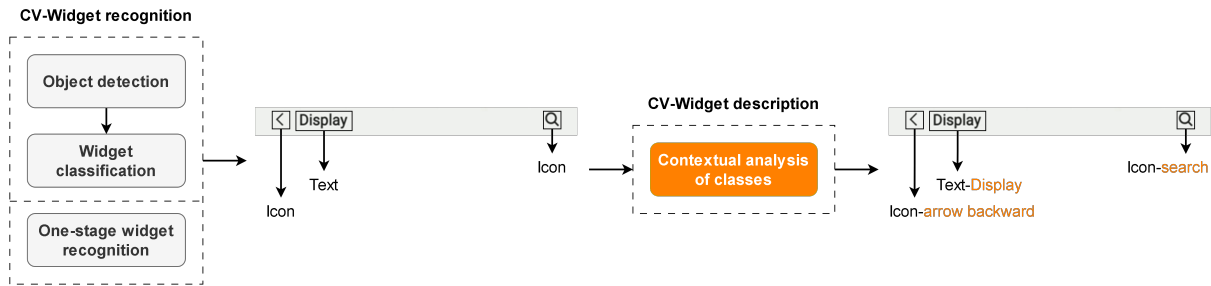 CV-Widget recognition
Object detection
Widget
classification
One-stage widget
recognition
Display
Icon
Text
Icon
CV-Widget description
Contextual analysis
of classes
Display
Icon-search
Text-Display
Icon-arrow backward